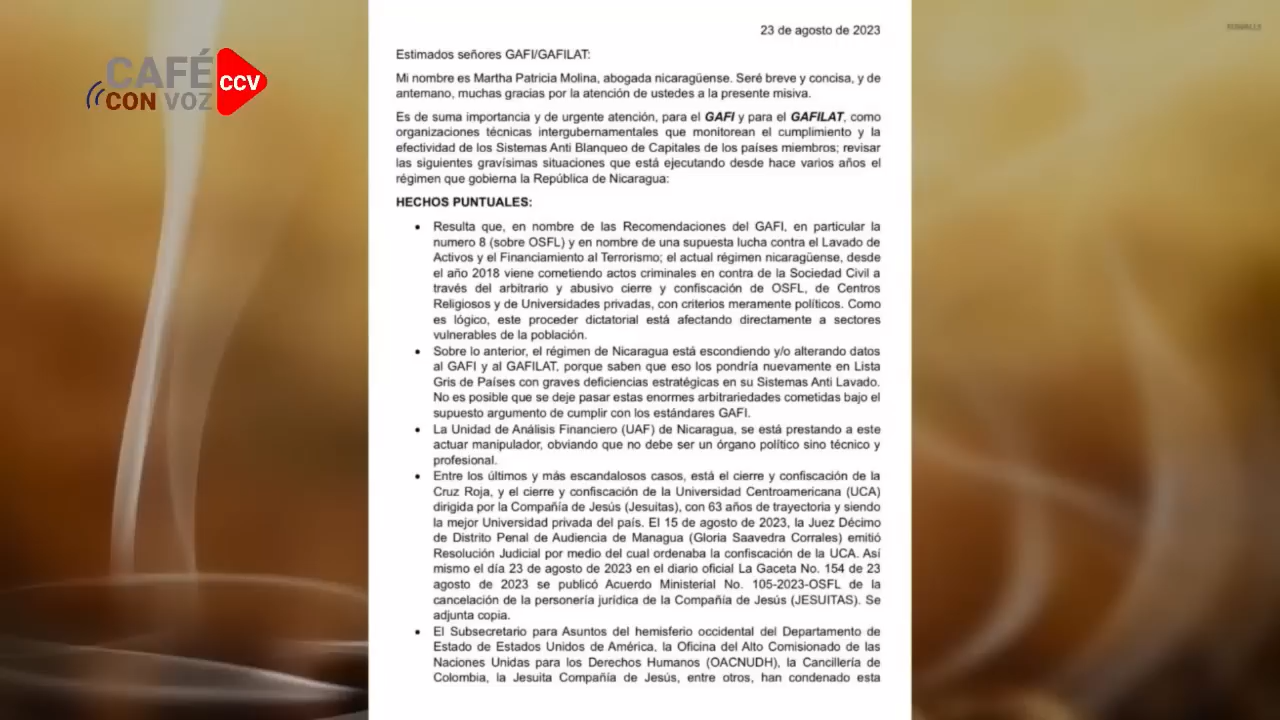 CAFÉ
CON VOZ
CCV
23 de agosto de 2023
Estimados señores GAFI/GAFILAT:
Mi nombre es Martha Patricia Molina, abogada nicaragüense. Seré breve y concisa, y de
antemano, muchas gracias por la atención de ustedes a la presente misiva.
Es de suma importancia y de urgente atención, para el GAFI y para el GAFILAT, como
organizaciones técnicas intergubernamentales que monitorean el cumplimiento y la
efectividad de los Sistemas Anti Blanqueo de Capitales de los países miembros; revisar
las siguientes gravísimas situaciones que está ejecutando desde hace varios años el
régimen que gobierna la República de Nicaragua:
HECHOS PUNTUALES:
• Resulta que, en nombre de las Recomendaciones del GAFI, en particular la
numero 8 (sobre OSFL) y en nombre de una supuesta lucha contra el Lavado de
Activos y el Financiamiento al Terrorismo; el actual régimen nicaragüense, desde
el año 2018 viene cometiendo actos criminales en contra de la Sociedad Civil a
través del arbitrario y abusivo cierre y confiscación de OSFL, de Centros
Religiosos y de Universidades privadas, con criterios meramente políticos. Como
es lógico, este proceder dictatorial está afectando directamente a sectores
vulnerables de la población.
• Sobre lo anterior, el régimen de Nicaragua está escondiendo y/o alterando datos
al GAFI y al GAFILAT, porque saben que eso los pondría nuevamente en Lista
Gris de Países con graves deficiencias estratégicas en su Sistemas Anti Lavado.
No es posible que se deje pasar estas enormes arbitrariedades cometidas bajo el
supuesto argumento de cumplir con los estándares GAFI.
• La Unidad de Análisis Financiero (UAF) de Nicaragua, se está prestando a este
actuar manipulador, obviando que no debe ser un órgano político sino técnico y
profesional.
• Entre los últimos y más escandalosos casos, está el cierre y confiscación de la
Cruz Roja, y el cierre y confiscación de la Universidad Centroamericana (UCA)
dirigida por la Compañía de Jesús (Jesuitas), con 63 años de trayectoria y siendo
la mejor Universidad privada del país. El 15 de agosto de 2023, la Juez Décimo
de Distrito Penal de Audiencia de Managua (Gloria Saavedra Corrales) emitió
Resolución Judicial por medio del cual ordenaba la confiscación de la UCA. Así
mismo el día 23 de agosto de 2023 en el diario oficial La Gaceta No. 154 de 23
agosto de 2023 se publicó Acuerdo Ministerial No. 105-2023-OSFL de la
cancelación de la personería jurídica de la Compañía de Jesús (JESUITAS). Se
adjunta copia.
• El Subsecretario para Asuntos del hemisferio occidental del Departamento de
Estado de Estados Unidos de América, la Oficina del Alto Comisionado de las
Naciones Unidas para los Derechos Humanos (OACNUDH), la Cancillería de
Colombia, la Jesuita Compañía de Jesús, entre otros, han condenado esta